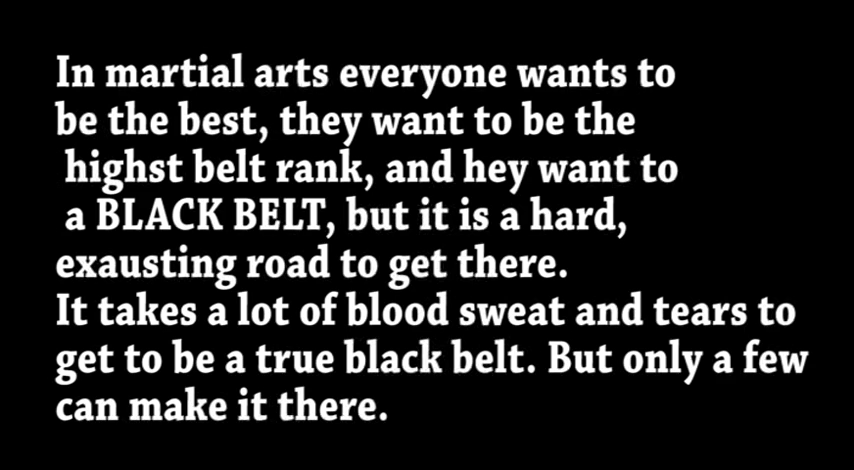 In martial arts everyone wants to
be the best, they want to be the
highst belt rank, and hey want to
a BLACK BELT, but it is a hard,
exausting road to get there.
It takes a lot of blood sweat and tears to
get to be a true black belt. But only a few
can make it there.